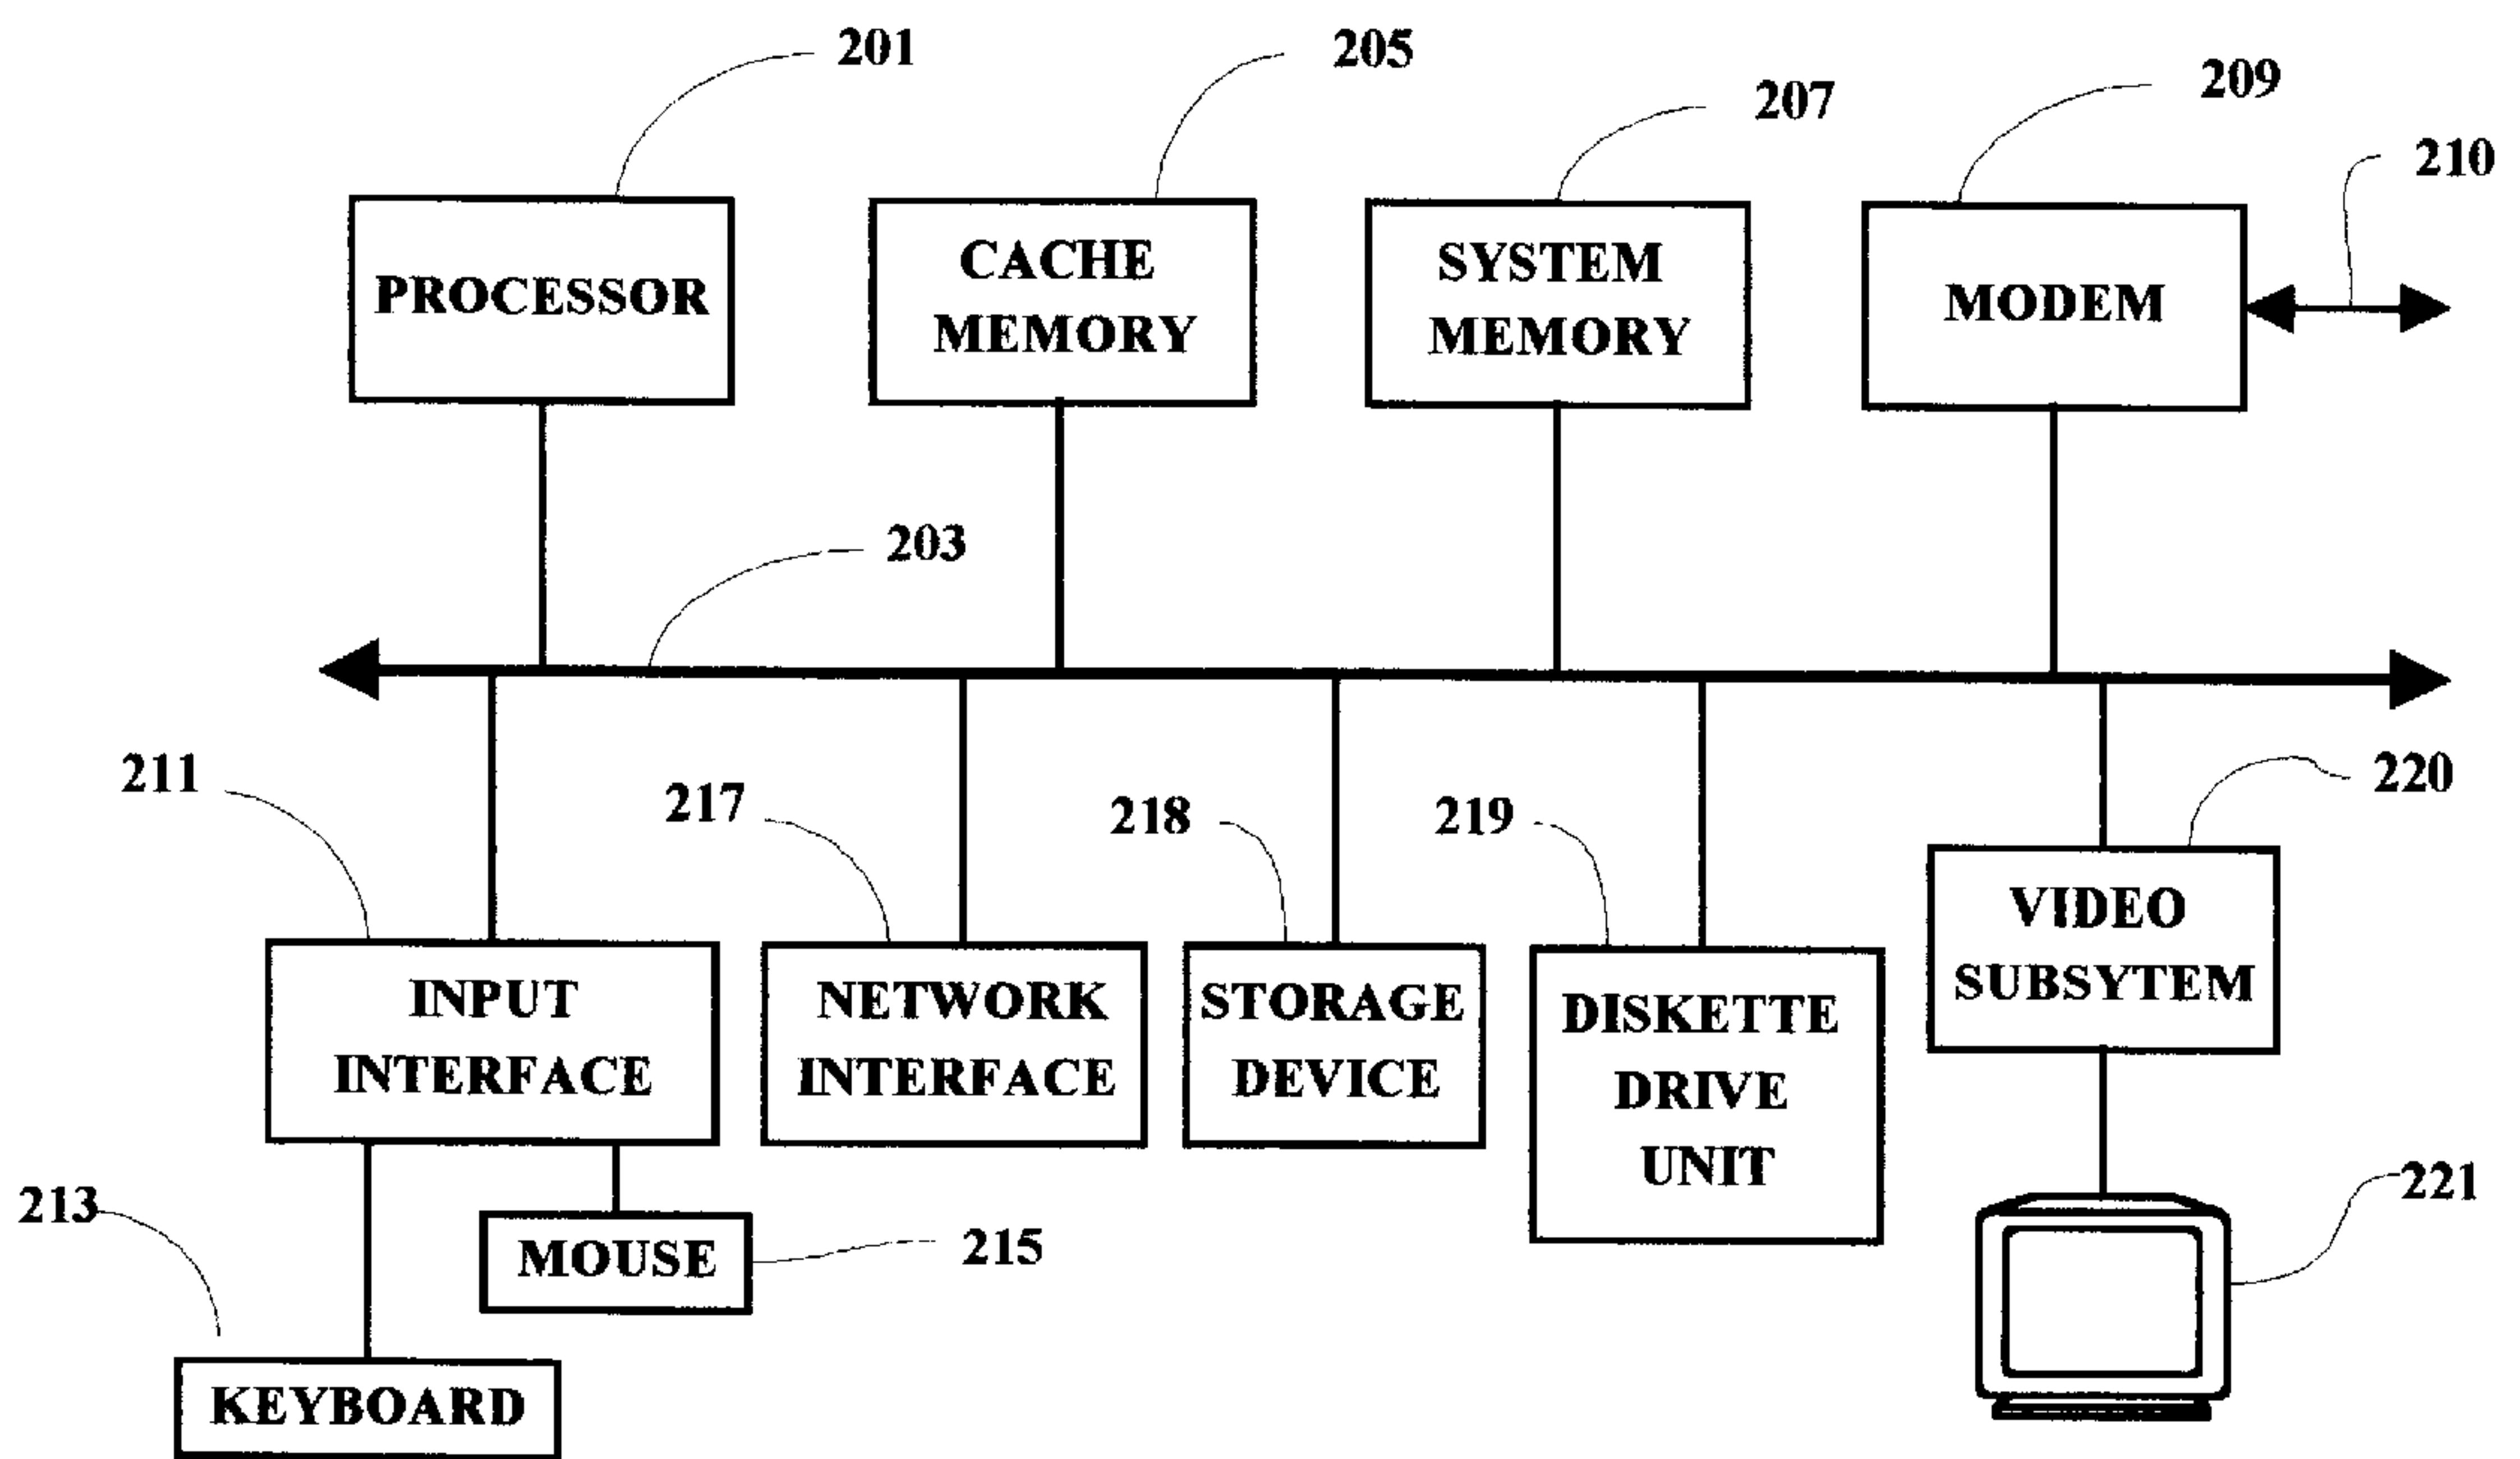 201
205
207
209
210
PROCESSOR
CACHE
MEMORY
SYSTEM
MEMORY
MODEM
203
211
217
218
219
220
INPUT
INTERFACE
NETWORK
INTERFACE
STORAGE
DEVICE
DISKETTE
DRIVE
UNIT
VIDEO
SUBSYTEM
213
MOUSE
215
221
KEYBOARD